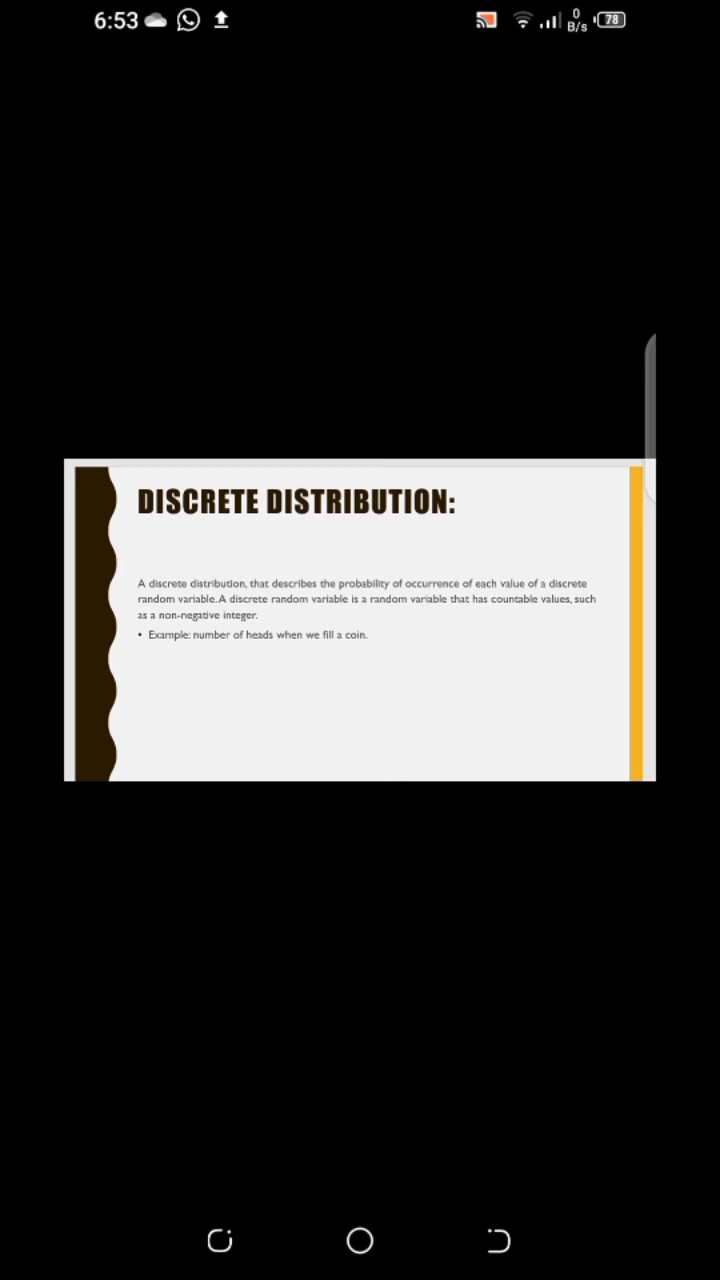 6:53
0
B/s
78
DISCRETE DISTRIBUTION:
A discrete distribution, that describes the probability of occurrence of each value of a discrete
random variable. A discrete random variable is a random variable that has countable values, such
as a non-negative integer.
• Example: number of heads when we fill a coin.